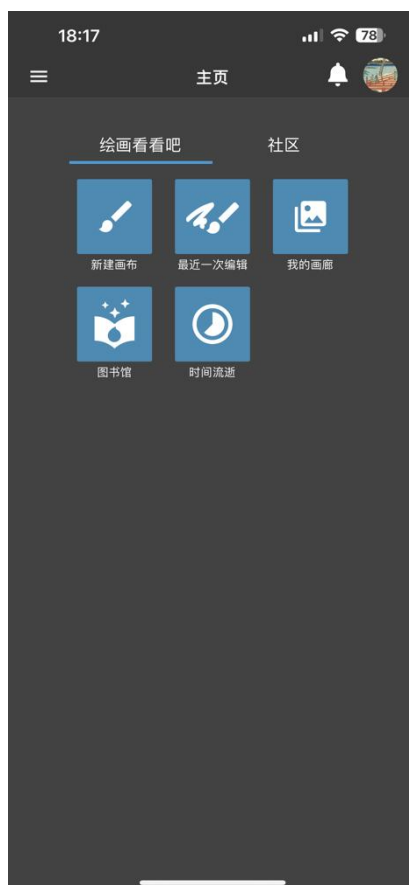 18:17
78
主页
绘画看看吧 社区
新建画布 最近一次编辑 我的画廊
图书馆 时间流逝